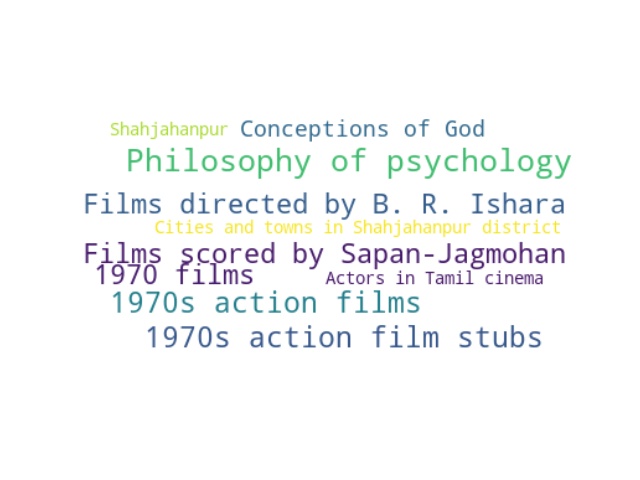 Shahjahanpur Conceptions of God
Philosophy of psychology
Films directed by B. R. Ishara
Cities and towns in Shahjahanpur district
Films scored by Sapan-Jagmohan
1970 films Actors in Tamil cinema
1970s action films
1970s action film stubs